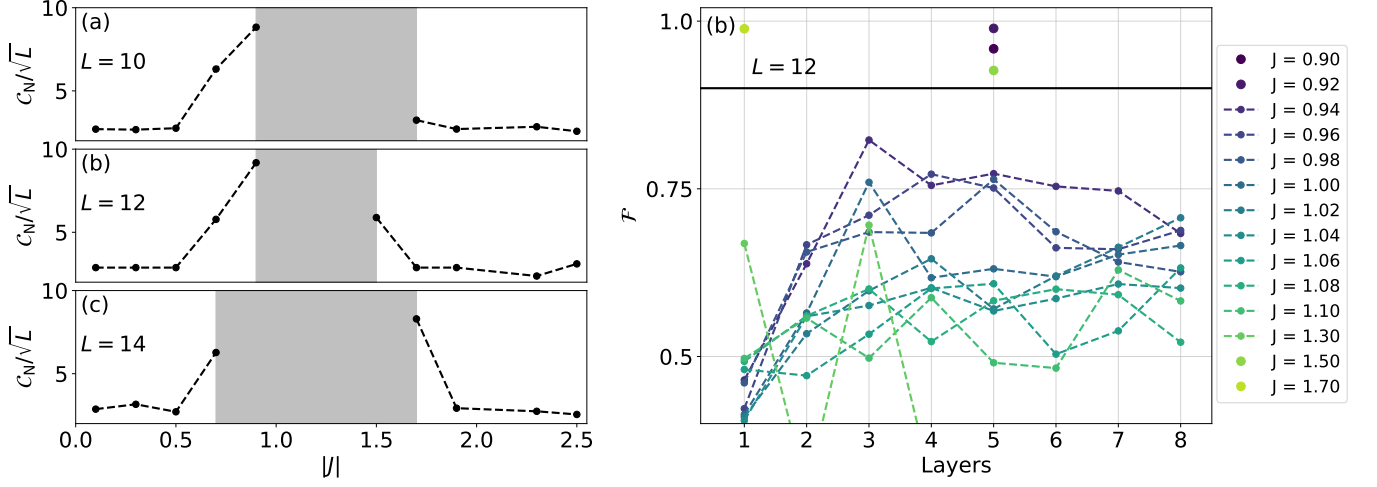 (a)
L = 10
10
5
𝒞_N/√L
(b)
L = 12
10
5
𝒞_N/√L
(c)
L = 14
10
5
𝒞_N/√L
0.0 0.5 1.0 1.5 2.0 2.5
|J|
(b)
L = 12
1.0
0.75
0.5
ℱ
1 2 3 4 5 6 7 8
Layers
J = 0.90
J = 0.92
J = 0.94
J = 0.96
J = 0.98
J = 1.00
J = 1.02
J = 1.04
J = 1.06
J = 1.08
J = 1.10
J = 1.30
J = 1.50
J = 1.70